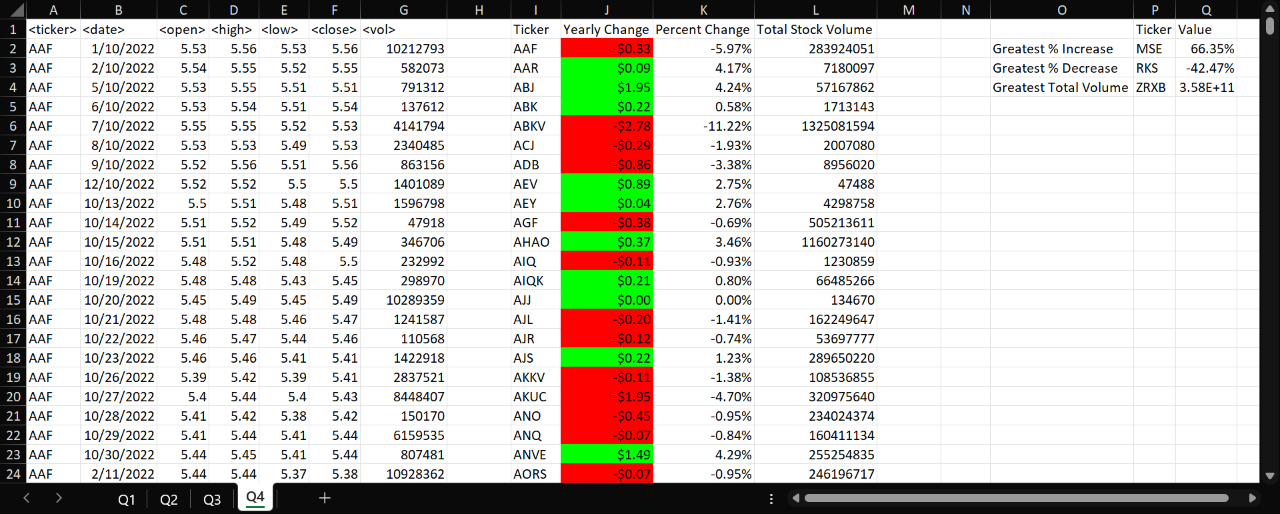 A B C D E F G H I J K L M N O P Q
1 <ticker> <date> <open> <high> <low> <close> <vol> Ticker Yearly Change Percent Change Total Stock Volume Ticker Value
2 AAF 1/10/2022 5.53 5.56 5.53 5.56 10212793 AAF -$0.33 -5.97% 283924051 Greatest % Increase MSE 66.35%
3 AAF 2/10/2022 5.54 5.55 5.52 5.55 582073 AAR $0.09 4.17% 7180097 Greatest % Decrease RKS -42.47%
4 AAF 5/10/2022 5.53 5.55 5.51 5.51 791312 ABJ $1.95 4.24% 57167862 Greatest Total Volume ZRXB 3.58E+11
5 AAF 6/10/2022 5.53 5.54 5.51 5.54 137612 ABK $0.22 0.58% 1713143
6 AAF 7/10/2022 5.55 5.55 5.52 5.53 4141794 ABKV -$2.78 -11.22% 1325081594
7 AAF 8/10/2022 5.53 5.53 5.49 5.53 2340485 ACJ -$0.29 -1.93% 2007080
8 AAF 9/10/2022 5.52 5.56 5.51 5.56 863156 ADB -$0.86 -3.38% 8956020
9 AAF 12/10/2022 5.52 5.52 5.5 5.5 1401089 AEV $0.89 2.75% 47488
10 AAF 10/13/2022 5.5 5.51 5.48 5.51 1596798 AEY $0.04 2.76% 4298758
11 AAF 10/14/2022 5.51 5.52 5.49 5.52 47918 AGF -$0.38 -0.69% 505213611
12 AAF 10/15/2022 5.51 5.51 5.48 5.49 346706 AHAO $0.37 3.46% 1160273140
13 AAF 10/16/2022 5.48 5.52 5.48 5.5 232992 AIQ -$0.11 -0.93% 1230859
14 AAF 10/19/2022 5.48 5.48 5.43 5.45 298970 AIQK $0.21 0.80% 66485266
15 AAF 10/20/2022 5.45 5.49 5.45 5.49 10289359 AJJ $0.00 0.00% 134670
16 AAF 10/21/2022 5.48 5.48 5.46 5.47 1241587 AJL -$0.20 -1.41% 162249647
17 AAF 10/22/2022 5.46 5.47 5.44 5.46 110568 AJR -$0.12 -0.74% 53697777
18 AAF 10/23/2022 5.46 5.46 5.41 5.41 1422918 AJS $0.22 1.23% 289650220
19 AAF 10/26/2022 5.39 5.42 5.39 5.41 2837521 AKKV -$0.11 -1.38% 108536855
20 AAF 10/27/2022 5.4 5.44 5.4 5.43 8448407 AKUC -$1.95 -4.70% 320975640
21 AAF 10/28/2022 5.41 5.42 5.38 5.42 150170 ANO -$0.45 -0.95% 234024374
22 AAF 10/29/2022 5.41 5.44 5.41 5.44 6159535 ANQ -$0.07 -0.84% 160411134
23 AAF 10/30/2022 5.44 5.45 5.41 5.44 807481 ANVE $1.49 4.29% 255254835
24 AAF 2/11/2022 5.44 5.44 5.37 5.38 10928362 AORS -$0.07 -0.95% 246196717
Q1 Q2 Q3 Q4 +